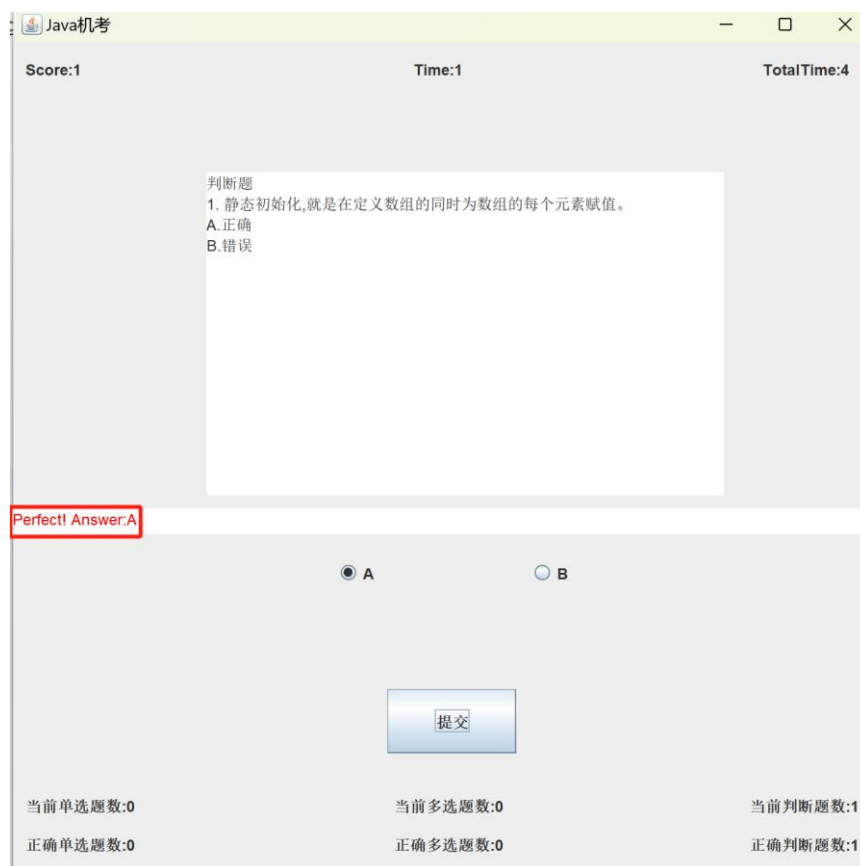 Java机考
Score:1 Time:1 TotalTime:4
判断题
1. 静态初始化,就是在定义数组的同时为数组的每个元素赋值。
A.正确
B.错误
Perfect! Answer:A
A B
提交
当前单选题数:0 当前多选题数:0 当前判断题数:1
正确单选题数:0 正确多选题数:0 正确判断题数:1